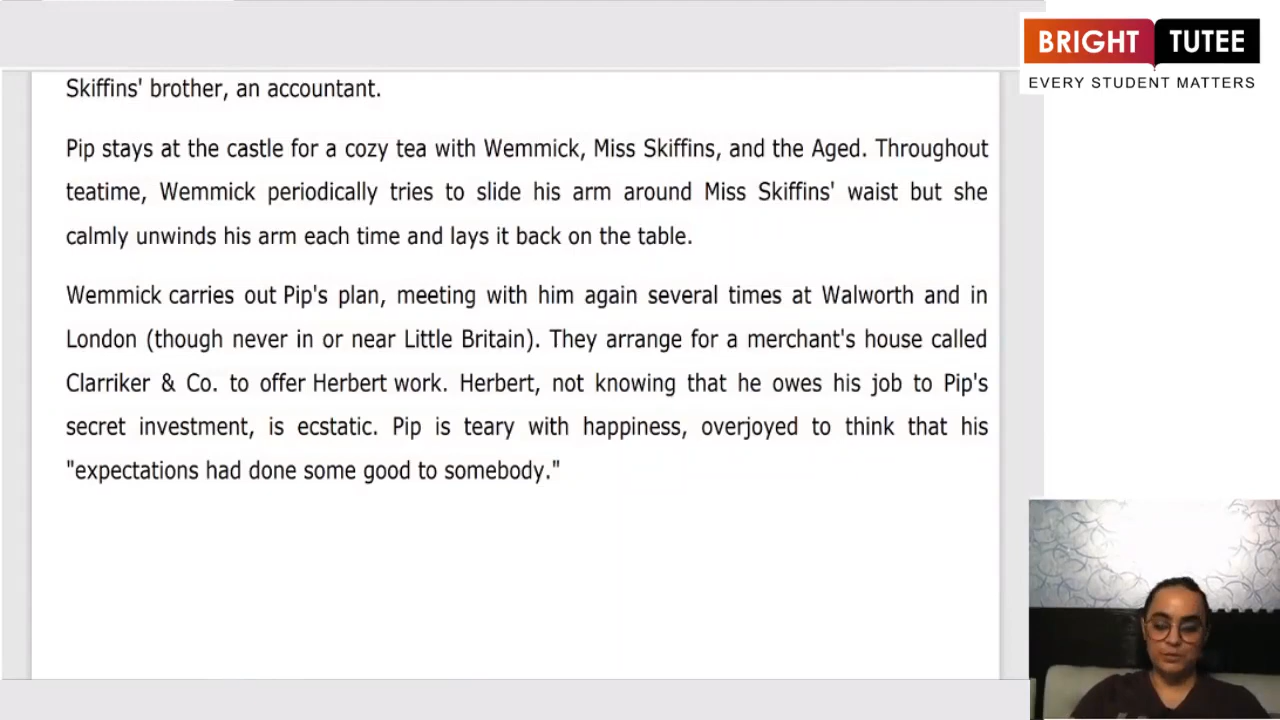 BRIGHT TUTEE
EVERY STUDENT MATTERS
Skiffins' brother, an accountant.
Pip stays at the castle for a cozy tea with Wemmick, Miss Skiffins, and the Aged. Throughout
teatime, Wemmick periodically tries to slide his arm around Miss Skiffins' waist but she
calmly unwinds his arm each time and lays it back on the table.
Wemmick carries out Pip's plan, meeting with him again several times at Walworth and in
London (though never in or near Little Britain). They arrange for a merchant's house called
Clarriker & Co. to offer Herbert work. Herbert, not knowing that he owes his job to Pip's
secret investment, is ecstatic. Pip is teary with happiness, overjoyed to think that his
"expectations had done some good to somebody."